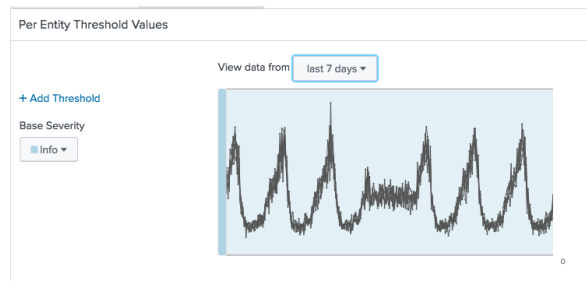 Per Entity Threshold Values
View data from last 7 days
+ Add Threshold
Base Severity
Info
0